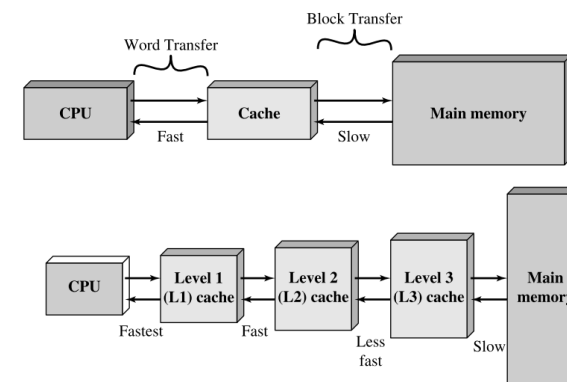 Block Transfer
Word Transfer
CPU
Cache
Main memory
Fast
Slow
CPU
Level 1
(L1) cache
Level 2
(L2) cache
Level 3
(L3) cache
Main
memory
Fastest
Fast
Less
fast
Slow